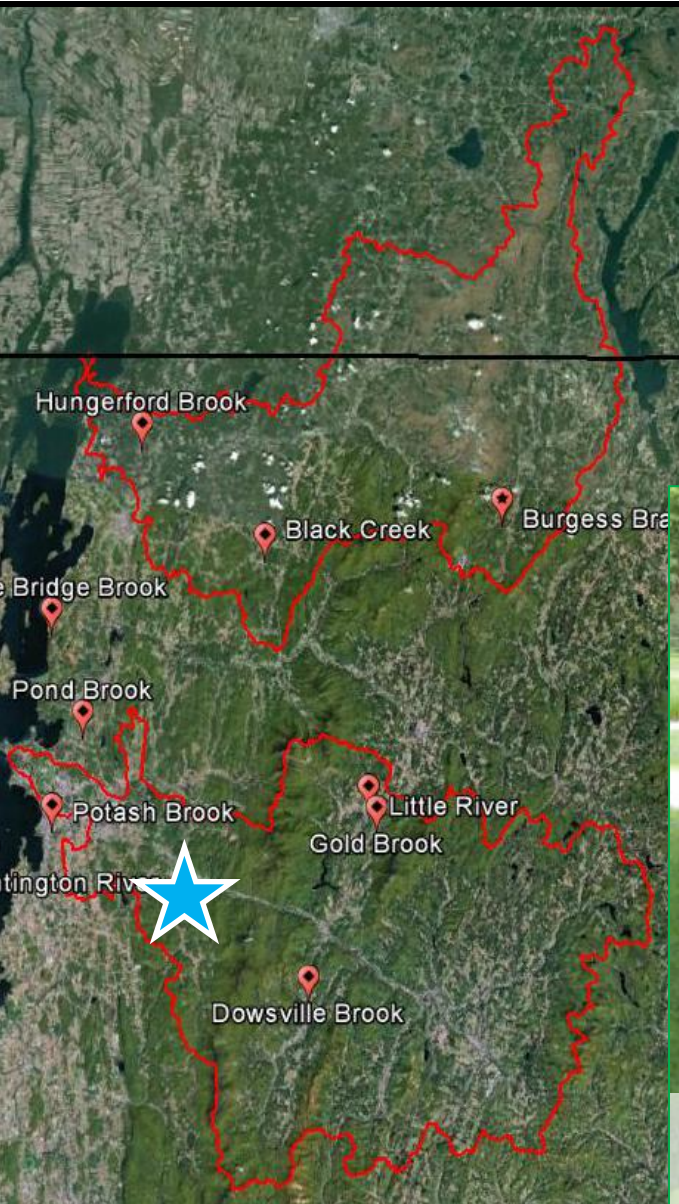 Hungerford Brook
Black Creek
Burgess Bra
e Bridge Brook
Pond Brook
Potash Brook
Little River
Gold Brook
ntington River
Dowsville Brook